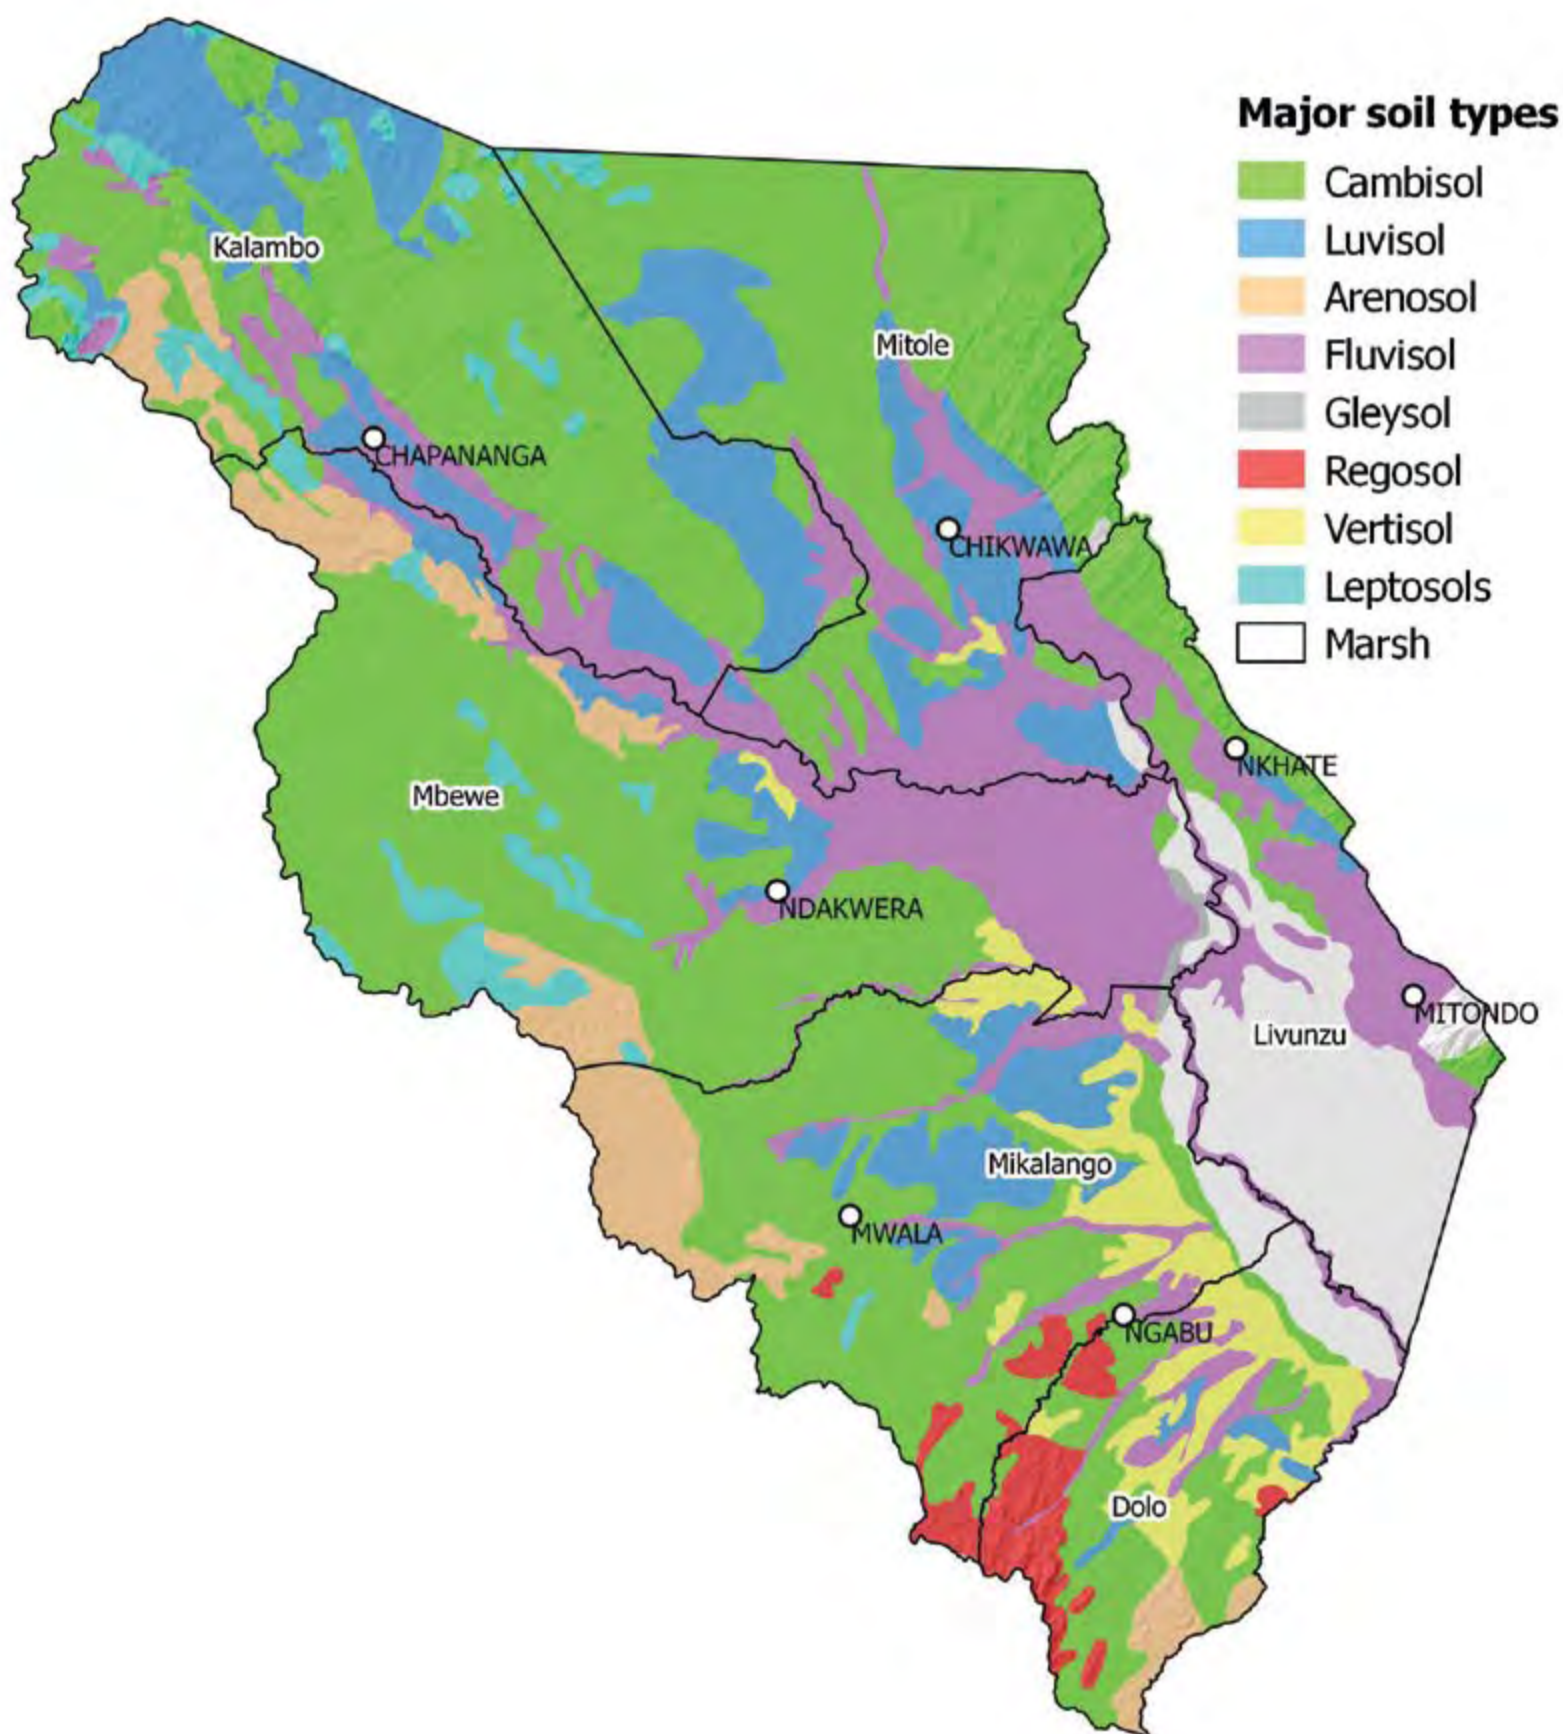 Major soil types
Cambisol
Luvisol
Arenosol
Fluvisol
Gleysol
Regosol
Vertisol
Leptosols
Marsh
Kalambo
Mitole
CHAPANANGA
CHIKWAWA
NKHATE
Mbewe
NDAKWERA
MITONDO
Livunzu
Mikalango
MWALA
NGABU
Dolo